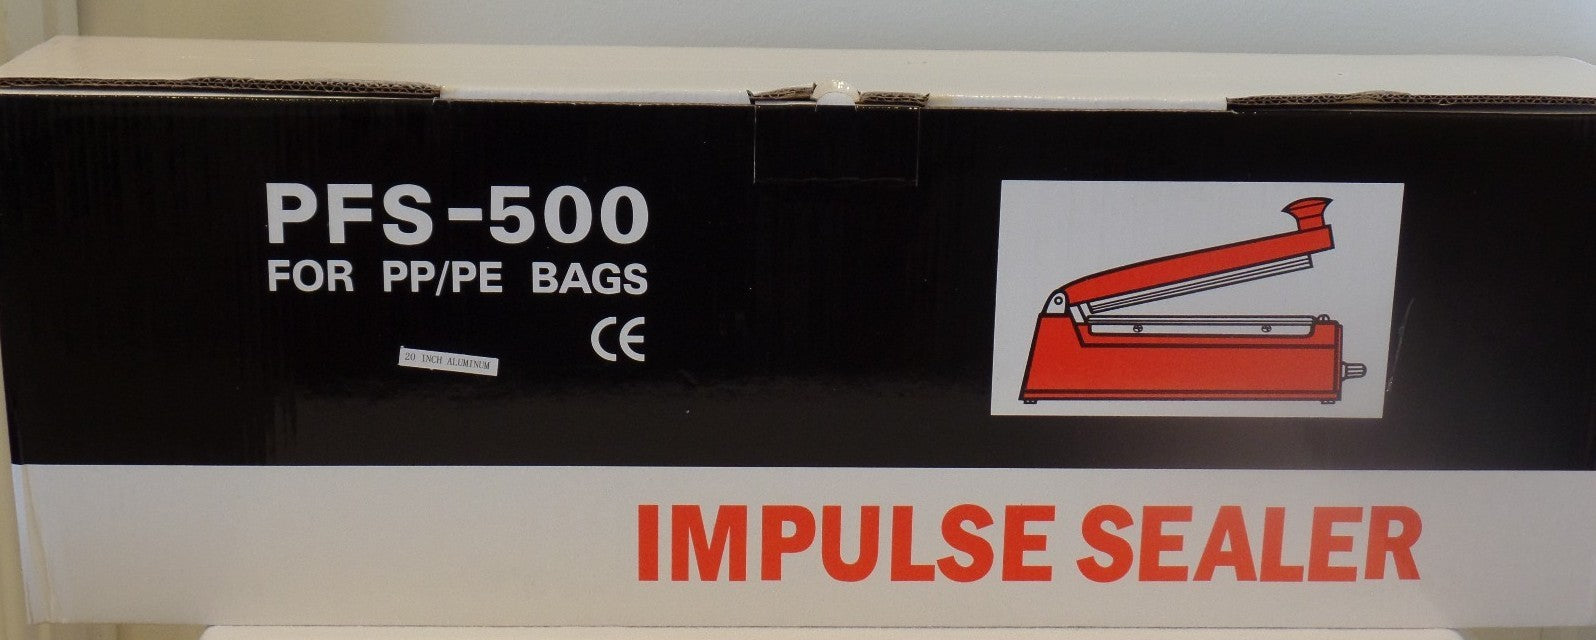 PFS-500
FOR PP/PE BAGS
CE
20 INCH ALUMINUM
IMPULSE SEALER